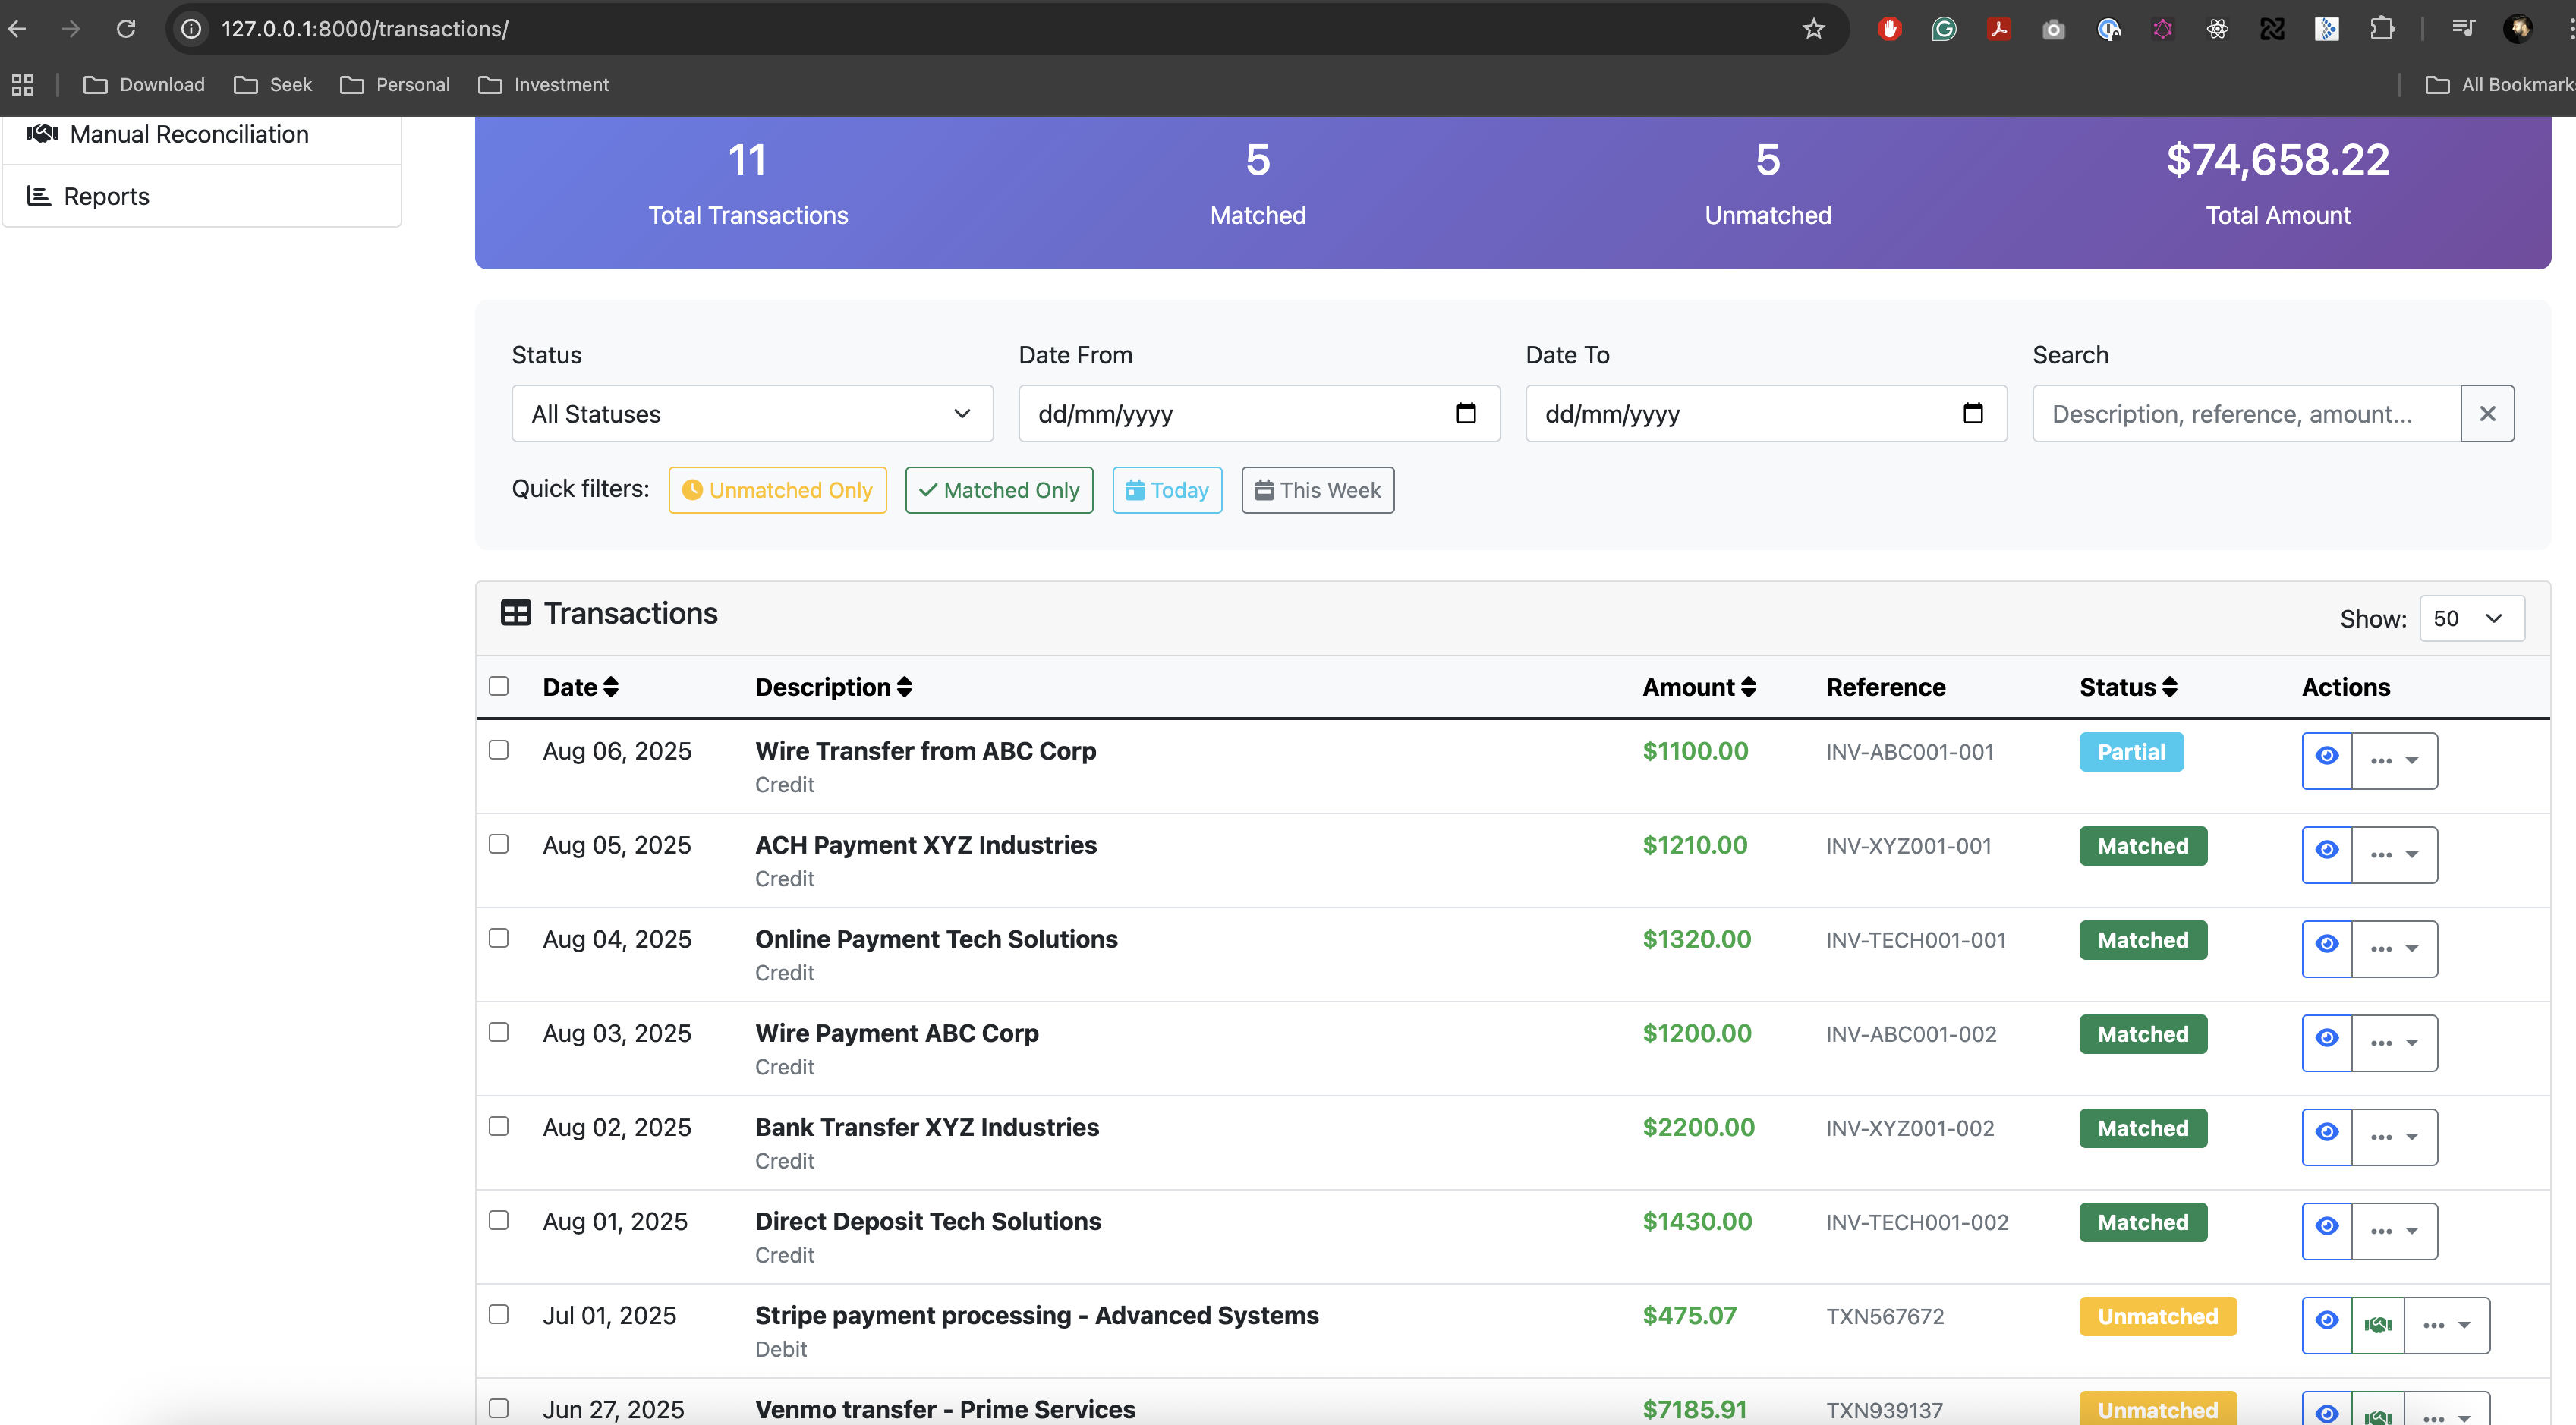 127.0.0.1:8000/transactions/
Download Seek Personal Investment All Bookmark
Manual Reconciliation
Reports
11 5 5 $74,658.22
Total Transactions Matched Unmatched Total Amount
Status Date From Date To Search
All Statuses dd/mm/yyyy dd/mm/yyyy Description, reference, amount...
Quick filters: Unmatched Only Matched Only Today This Week
Transactions Show: 50
Date Description Amount Reference Status Actions
Aug 06, 2025 Wire Transfer from ABC Corp $1100.00 INV-ABC001-001 Partial
Credit
Aug 05, 2025 ACH Payment XYZ Industries $1210.00 INV-XYZ001-001 Matched
Credit
Aug 04, 2025 Online Payment Tech Solutions $1320.00 INV-TECH001-001 Matched
Credit
Aug 03, 2025 Wire Payment ABC Corp $1200.00 INV-ABC001-002 Matched
Credit
Aug 02, 2025 Bank Transfer XYZ Industries $2200.00 INV-XYZ001-002 Matched
Credit
Aug 01, 2025 Direct Deposit Tech Solutions $1430.00 INV-TECH001-002 Matched
Credit
Jul 01, 2025 Stripe payment processing - Advanced Systems $475.07 TXN567672 Unmatched
Debit
Jun 27, 2025 Venmo transfer - Prime Services $7185.91 TXN939137 Unmatched